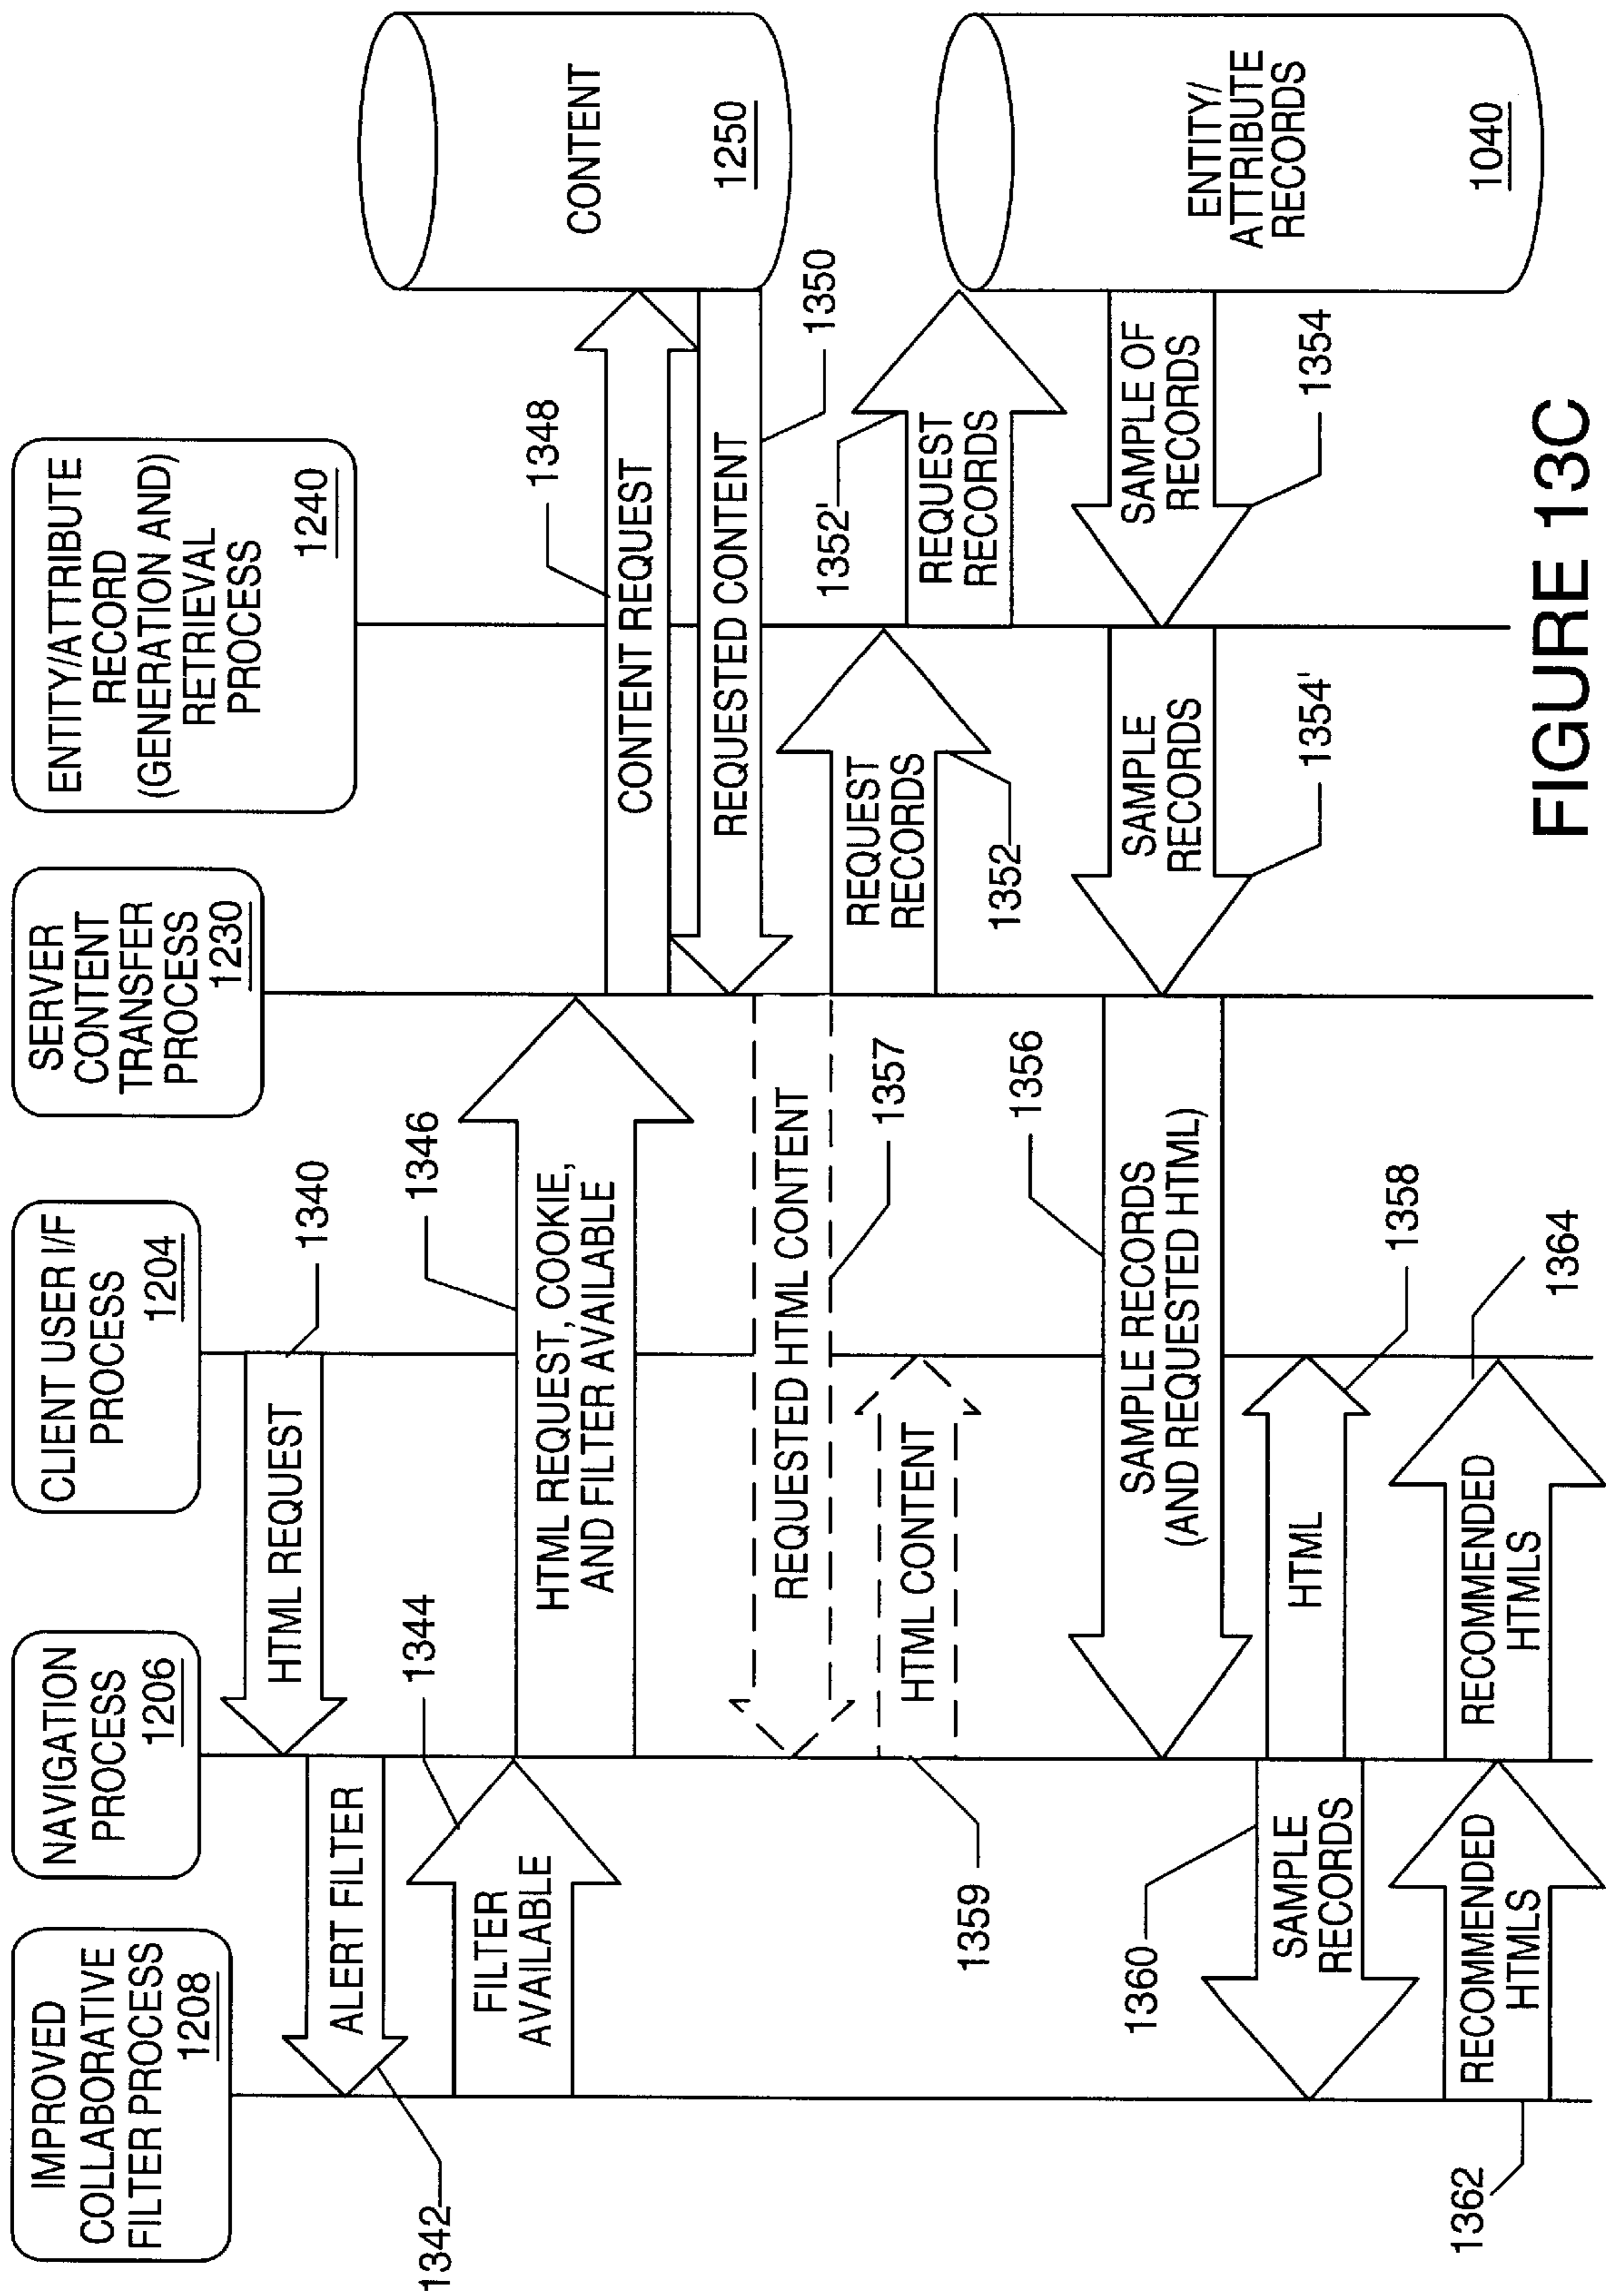 IMPROVED
COLLABORATIVE
FILTER PROCESS
1208
NAVIGATION
PROCESS
1206
CLIENT USER I/F
PROCESS
1204
SERVER
CONTENT
TRANSFER
PROCESS
1230
ENTITY/ATTRIBUTE
RECORD
(GENERATION AND)
RETRIEVAL
PROCESS
1240
HTML REQUEST
1340
ALERT FILTER
1342
FILTER
AVAILABLE
1344
HTML REQUEST, COOKIE,
AND FILTER AVAILABLE
1346
CONTENT REQUEST
1348
REQUESTED CONTENT
1350
CONTENT
1250
REQUESTED HTML CONTENT
1357
REQUEST
RECORDS
1352
REQUEST
RECORDS
1352'
HTML CONTENT
1359
ENTITY/
ATTRIBUTE
RECORDS
1040
SAMPLE OF
RECORDS
1354
SAMPLE
RECORDS
1354'
SAMPLE RECORDS
(AND REQUESTED HTML)
1356
HTML
1358
SAMPLE
RECORDS
1360
RECOMMENDED
HTMLS
1362
RECOMMENDED
HTMLS
1364
FIGURE 13C